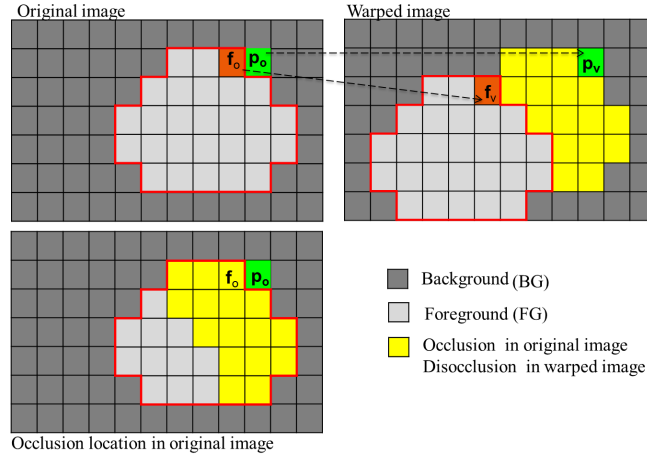 Original image
Warped image
fo po
pv
fv
fo po
Background (BG)
Foreground (FG)
Occlusion in original image
Disocclusion in warped image
Occlusion location in original image